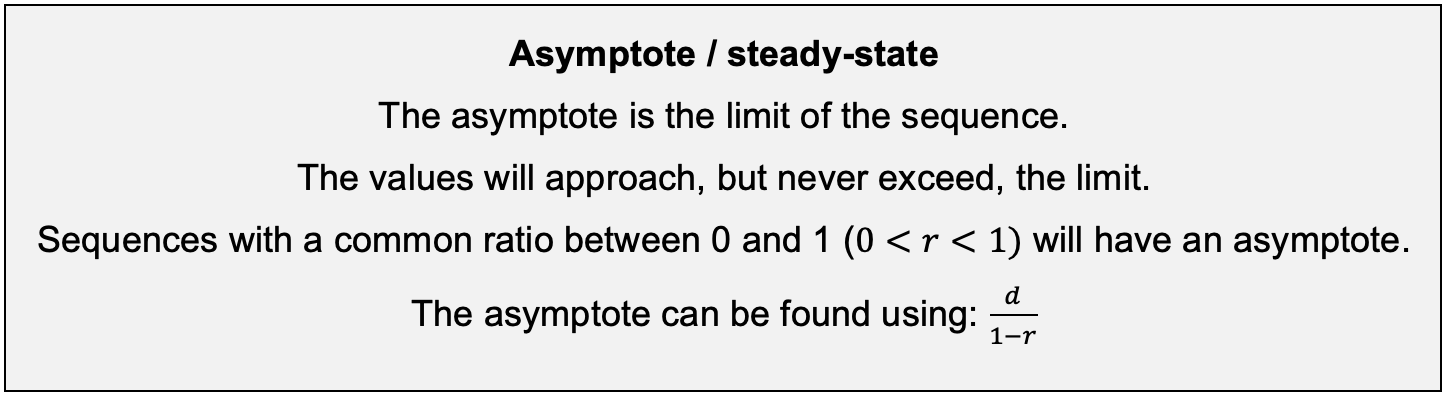 Asymptote / steady-state
The asymptote is the limit of the sequence.
The values will approach, but never exceed, the limit.
Sequences with a common ratio between 0 and 1 (0 < r < 1) will have an asymptote.
The asymptote can be found using: d/(1−r)